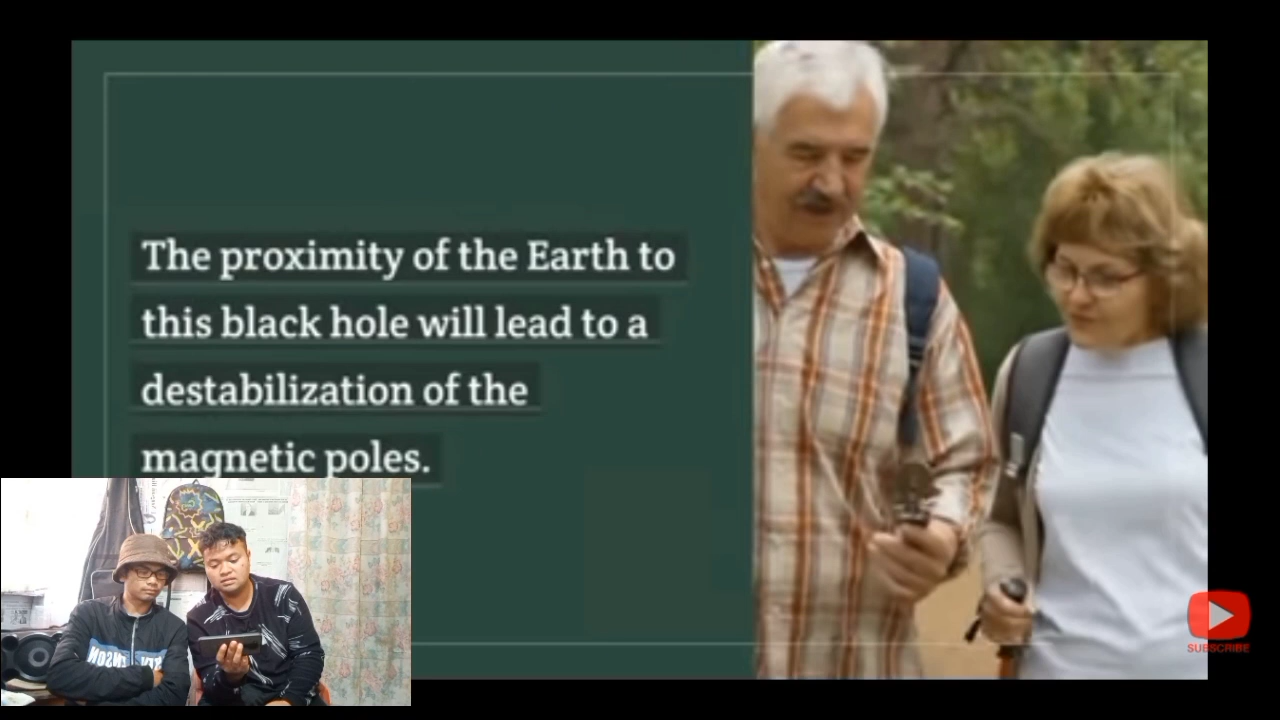 The proximity of the Earth to
this black hole will lead to a
destabilization of the
magnetic poles.
SUBSCRIBE